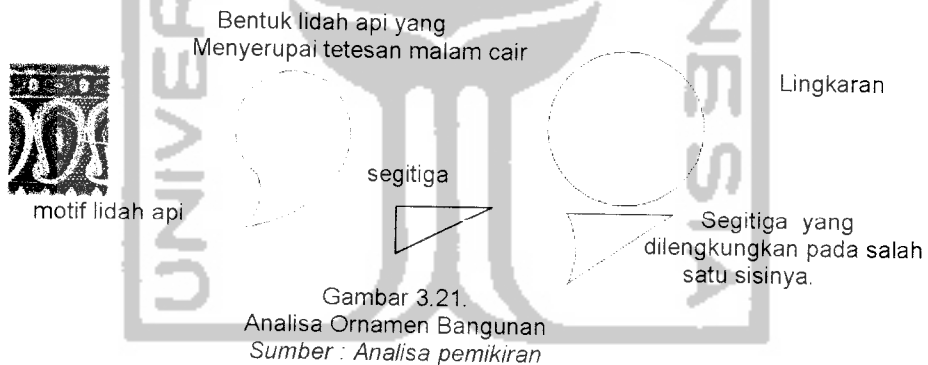 Bentuk lidah api yang
Menyerupai tetesan malam cair
Lingkaran
segitiga
motif lidah api
Segitiga yang
dilengkungkan pada salah
satu sisinya.
Gambar 3.21.
Analisa Ornamen Bangunan
Sumber : Analisa pemikiran